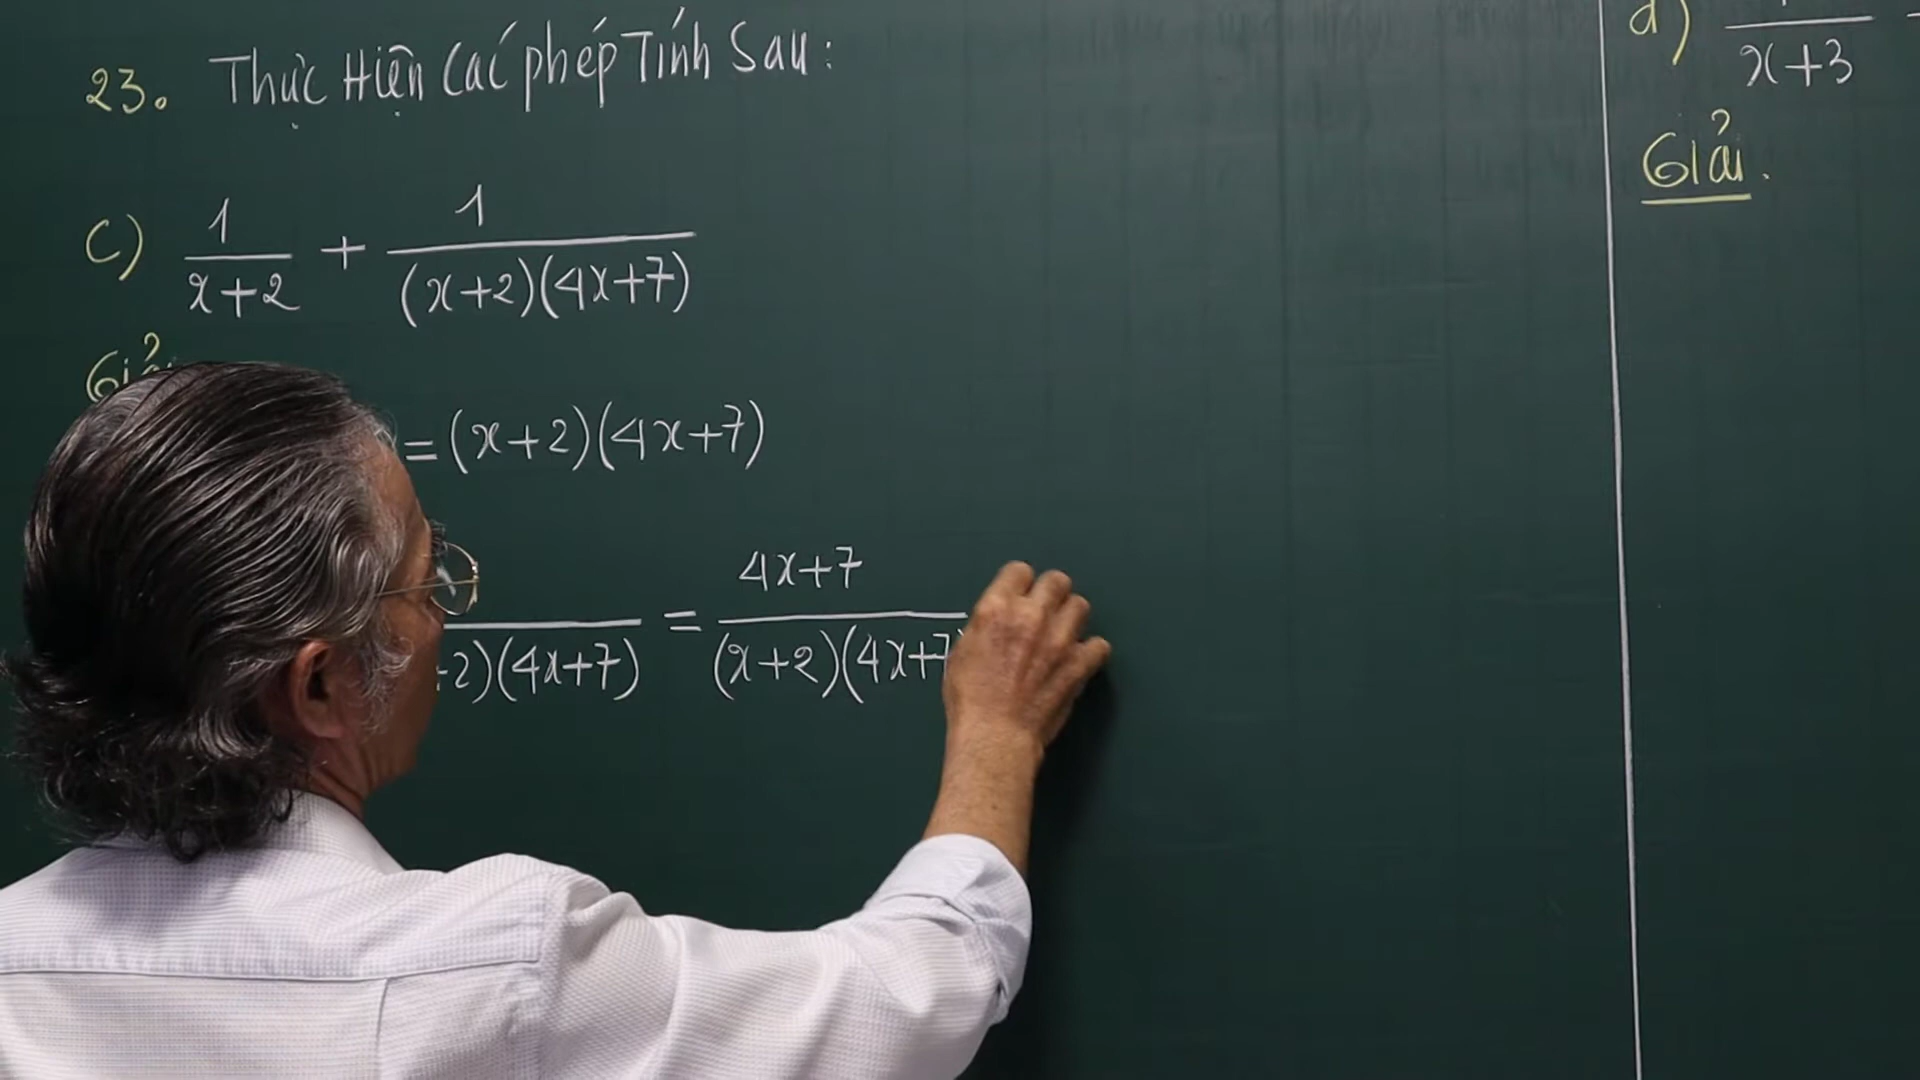 23. Thực Hiện Các phép Tính Sau:
c) 1/(x+2) + 1/((x+2)(4x+7))
Giải
= (x+2)(4x+7)
+2)(4x+7) = (4x+7)/((x+2)(4x+7)
d)
x+3
Giải.